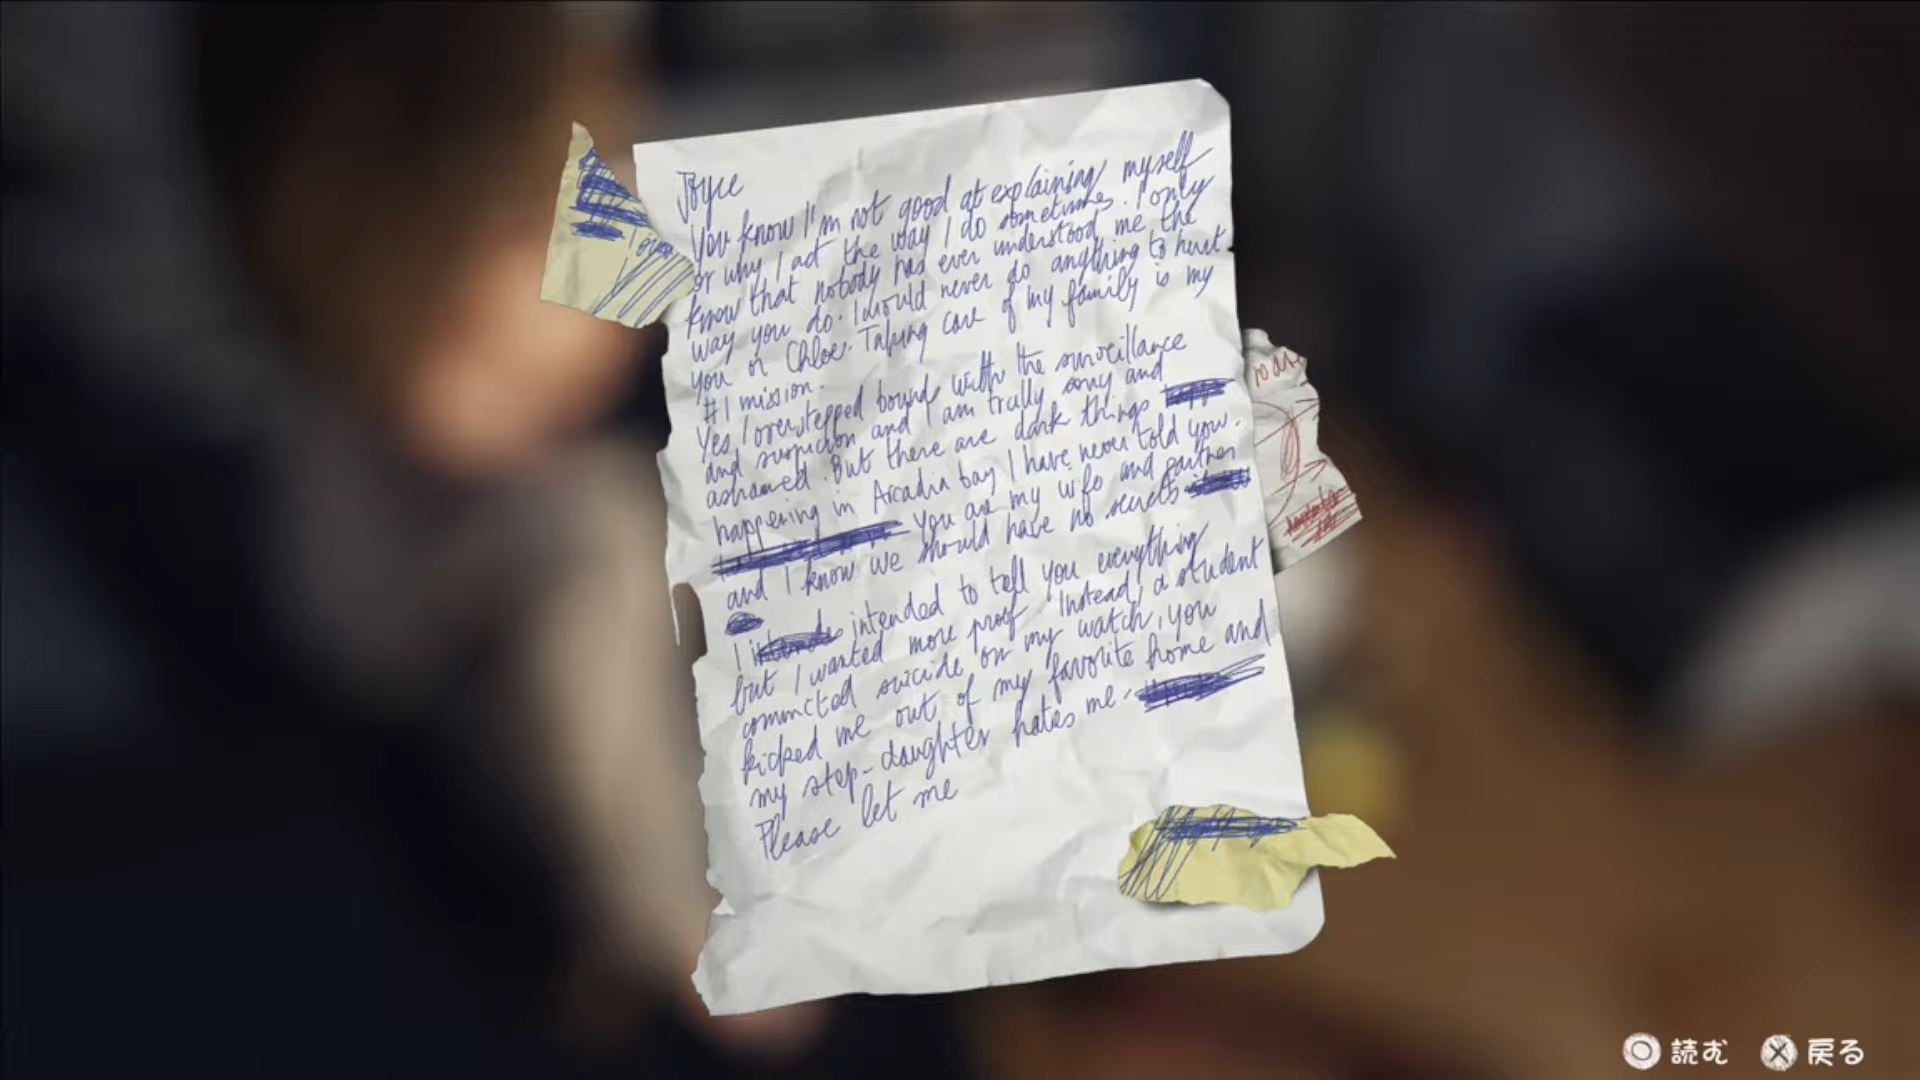 Joyce
You know I'm not good at explaining myself
or why I act the way I do sometimes. I only
know that nobody has ever understood me the
way you do. I would never do anything to hurt
you or Chloe. Taking care of my family is my
#1 mission.
Yes, I overstepped bounds with the surveillance
and suspicion and I am trully sorry and
ashamed. But there are dark things
happening in Arcadia bay I have never told you.
You are my wife and partner
and I know we should have no secrets
I intended to tell you everything
but I wanted more proof. Instead, a student
committed suicide on my watch, you
kicked me out of my favorite home and
my step-daughter hates me.
Please let me
読む
戻る